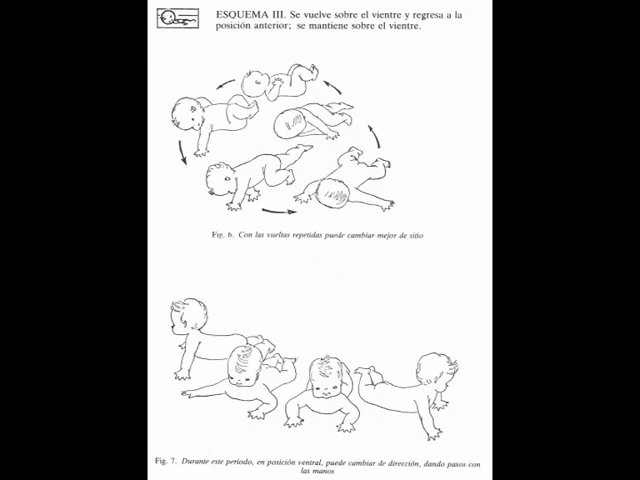 ESQUEMA III. Se vuelve sobre el vientre y regresa a la
posición anterior; se mantiene sobre el vientre.
Fig. 6. Con las vueltas repetidas puede cambiar mejor de sitio
Fig. 7. Durante este período, en posición ventral, puede cambiar de dirección, dando pasos con
las manos